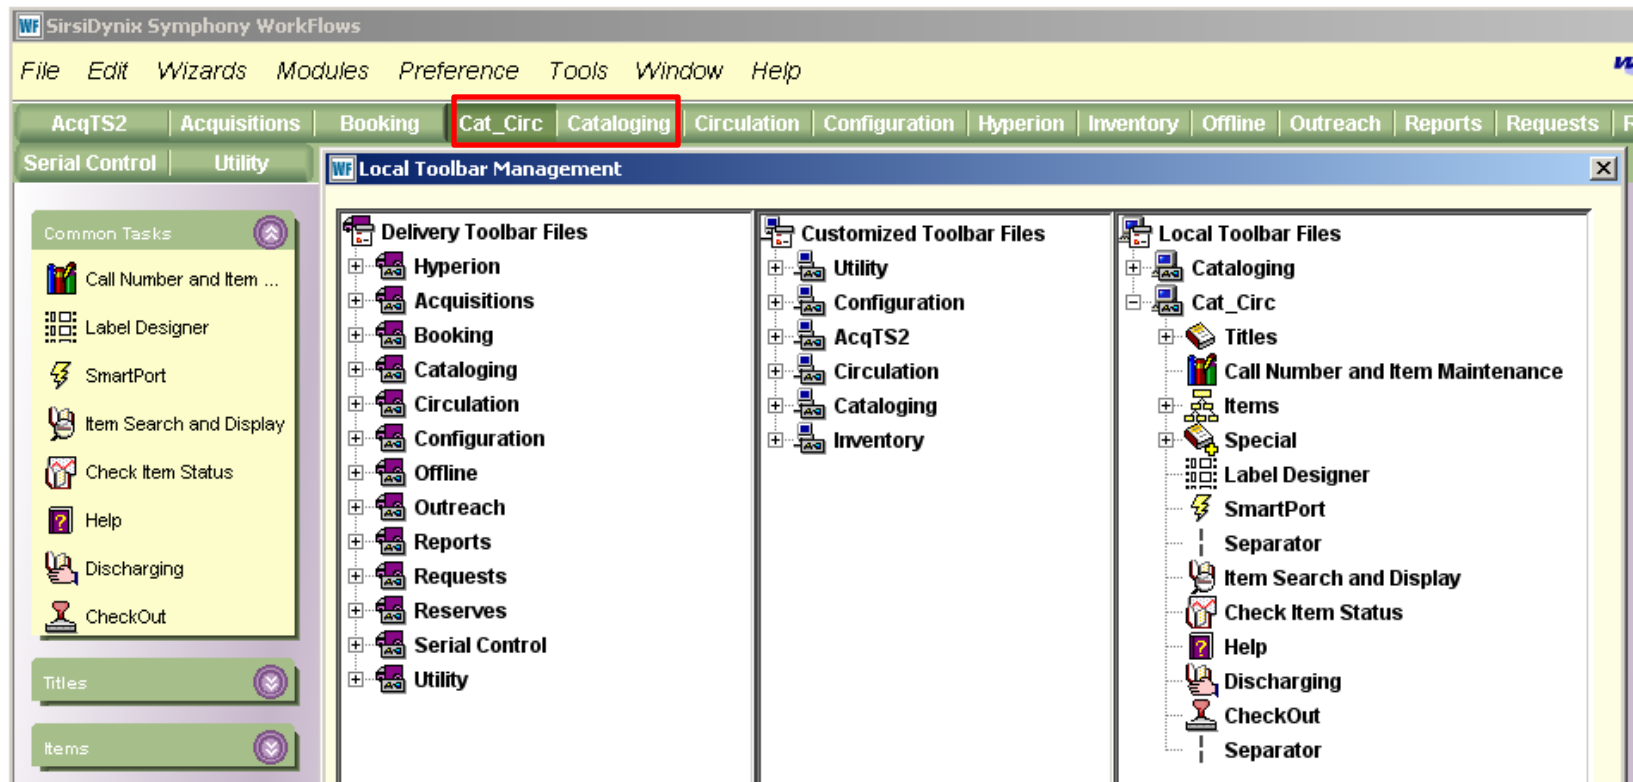 WF SirsiDynix Symphony WorkFlows
File Edit Wizards Modules Preference Tools Window Help
AcqTS2 Acquisitions Booking Cat_Circ Cataloging Circulation Configuration Hyperion Inventory Offline Outreach Reports Requests
Serial Control Utility
WF Local Toolbar Management
Common Tasks
Call Number and Item ...
Label Designer
SmartPort
Item Search and Display
Check Item Status
Help
Discharging
CheckOut
Titles
Items
Delivery Toolbar Files
Hyperion
Acquisitions
Booking
Cataloging
Circulation
Configuration
Offline
Outreach
Reports
Requests
Reserves
Serial Control
Utility
Customized Toolbar Files
Utility
Configuration
AcqTS2
Circulation
Cataloging
Inventory
Local Toolbar Files
Cataloging
Cat_Circ
Titles
Call Number and Item Maintenance
Items
Special
Label Designer
SmartPort
Separator
Item Search and Display
Check Item Status
Help
Discharging
CheckOut
Separator